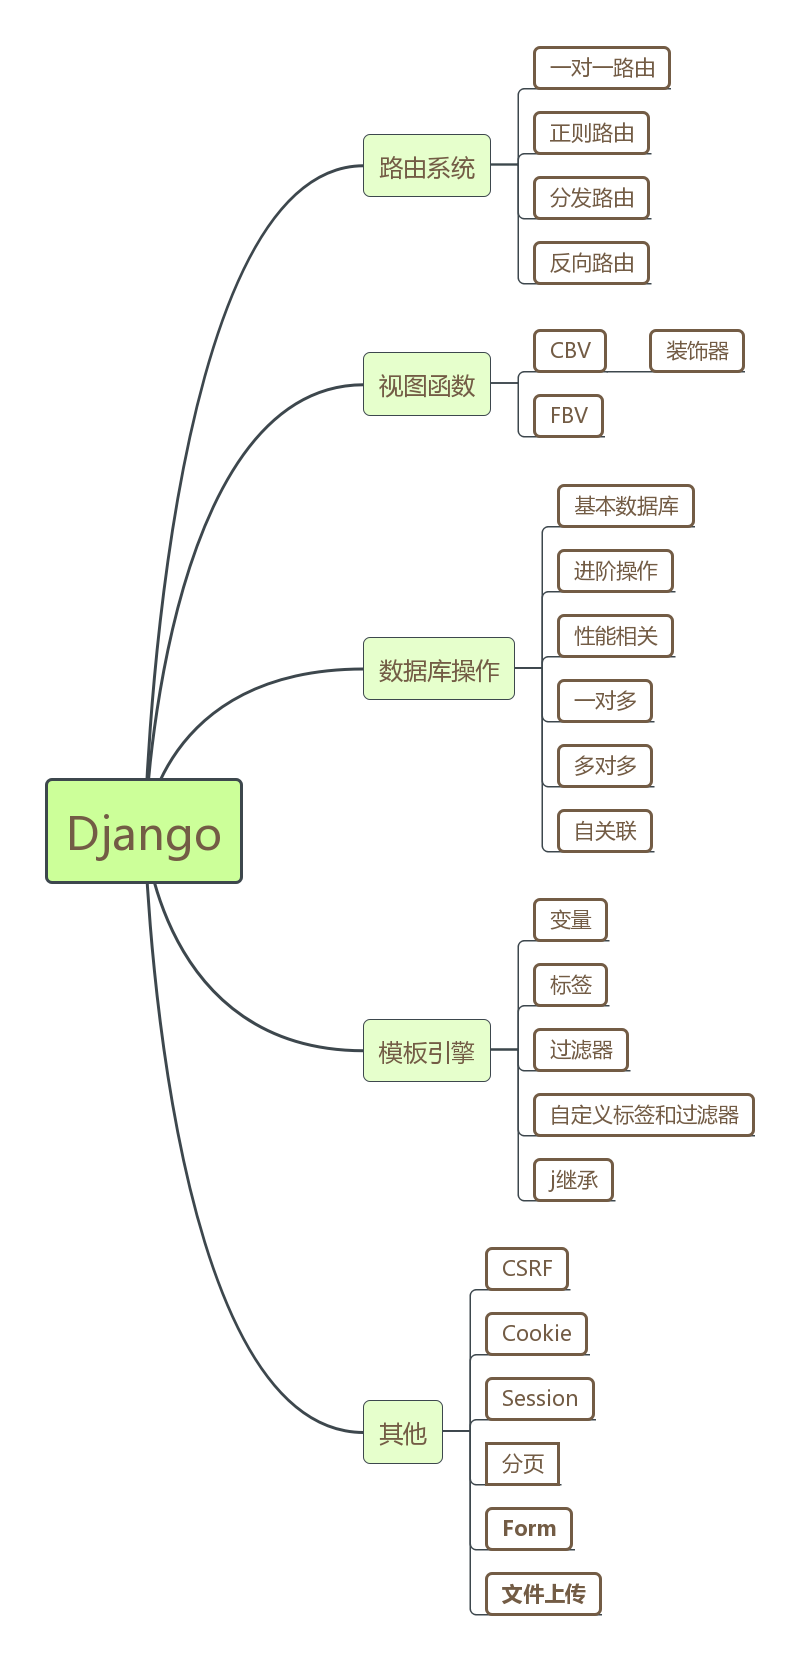 Django
路由系统
一对一路由
正则路由
分发路由
反向路由
视图函数
CBV
装饰器
FBV
数据库操作
基本数据库
进阶操作
性能相关
一对多
多对多
自关联
模板引擎
变量
标签
过滤器
自定义标签和过滤器
j继承
其他
CSRF
Cookie
Session
分页
Form
文件上传